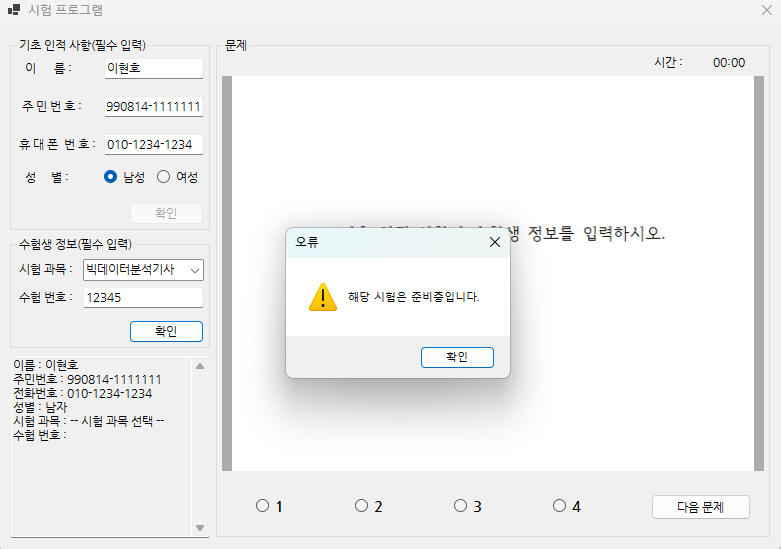 시험 프로그램
기초 인적 사항(필수 입력)
이 름 :
이현호
주민번호 :
990814-1111111
휴대폰 번호 :
010-1234-1234
성 별 :
남성
여성
확인
수험생 정보(필수 입력)
시험 과목 :
빅데이터분석기사
수험 번호 :
12345
확인
이름 : 이현호
주민번호 : 990814-1111111
전화번호 : 010-1234-1234
성별 : 남자
시험 과목 : -- 시험 과목 선택 --
수험 번호 :
문제
시간 : 00:00
정보를 입력하시오.
오류
해당 시험은 준비중입니다.
확인
1
2
3
4
다음 문제